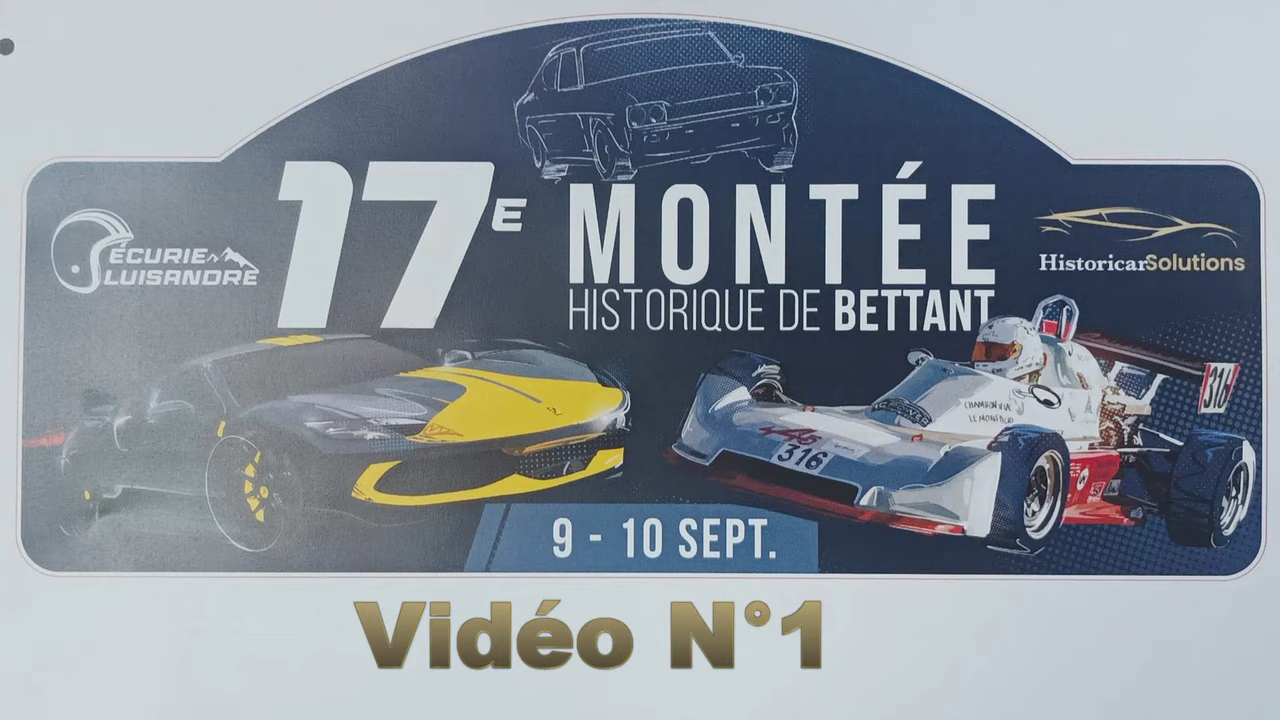 17E MONTÉE
HISTORIQUE DE BETTANT
ÉCURIE
LUISANDRE
HistoricarSolutions
316
316
9 - 10 SEPT.
Vidéo N°1